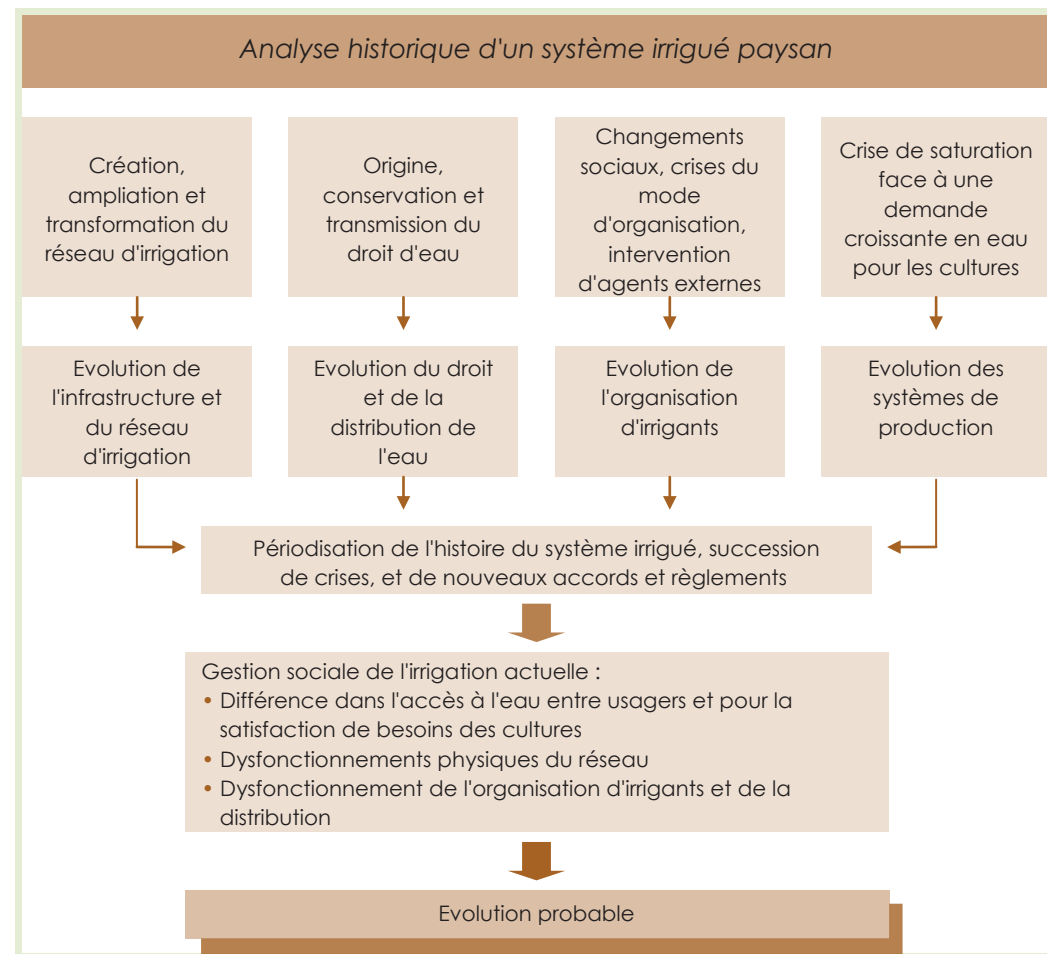 Analyse historique d'un système irrigué paysan
Création,
ampliation et
transformation du
réseau d'irrigation
Origine,
conservation et
transmission du
droit d'eau
Changements
sociaux, crises du
mode
d'organisation,
intervention
d'agents externes
Crise de saturation
face à une
demande
croissante en eau
pour les cultures
Evolution de
l'infrastructure et
du réseau
d'irrigation
Evolution du droit
et de la
distribution de
l'eau
Evolution de
l'organisation
d'irrigants
Evolution des
systèmes de
production
Périodisation de l'histoire du système irrigué, succession
de crises, et de nouveaux accords et règlements
Gestion sociale de l'irrigation actuelle :
• Différence dans l'accès à l'eau entre usagers et pour la
satisfaction de besoins des cultures
• Dysfonctionnements physiques du réseau
• Dysfonctionnement de l'organisation d'irrigants et de la
distribution
Evolution probable